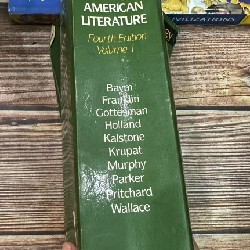 AMERICAN
LITERATURE
Fourth Edition
Volume 1
Baym
Franklin
Gottesman
Holland
Kalstone
Krupat
Murphy
Parker
Pritchard
Wallace